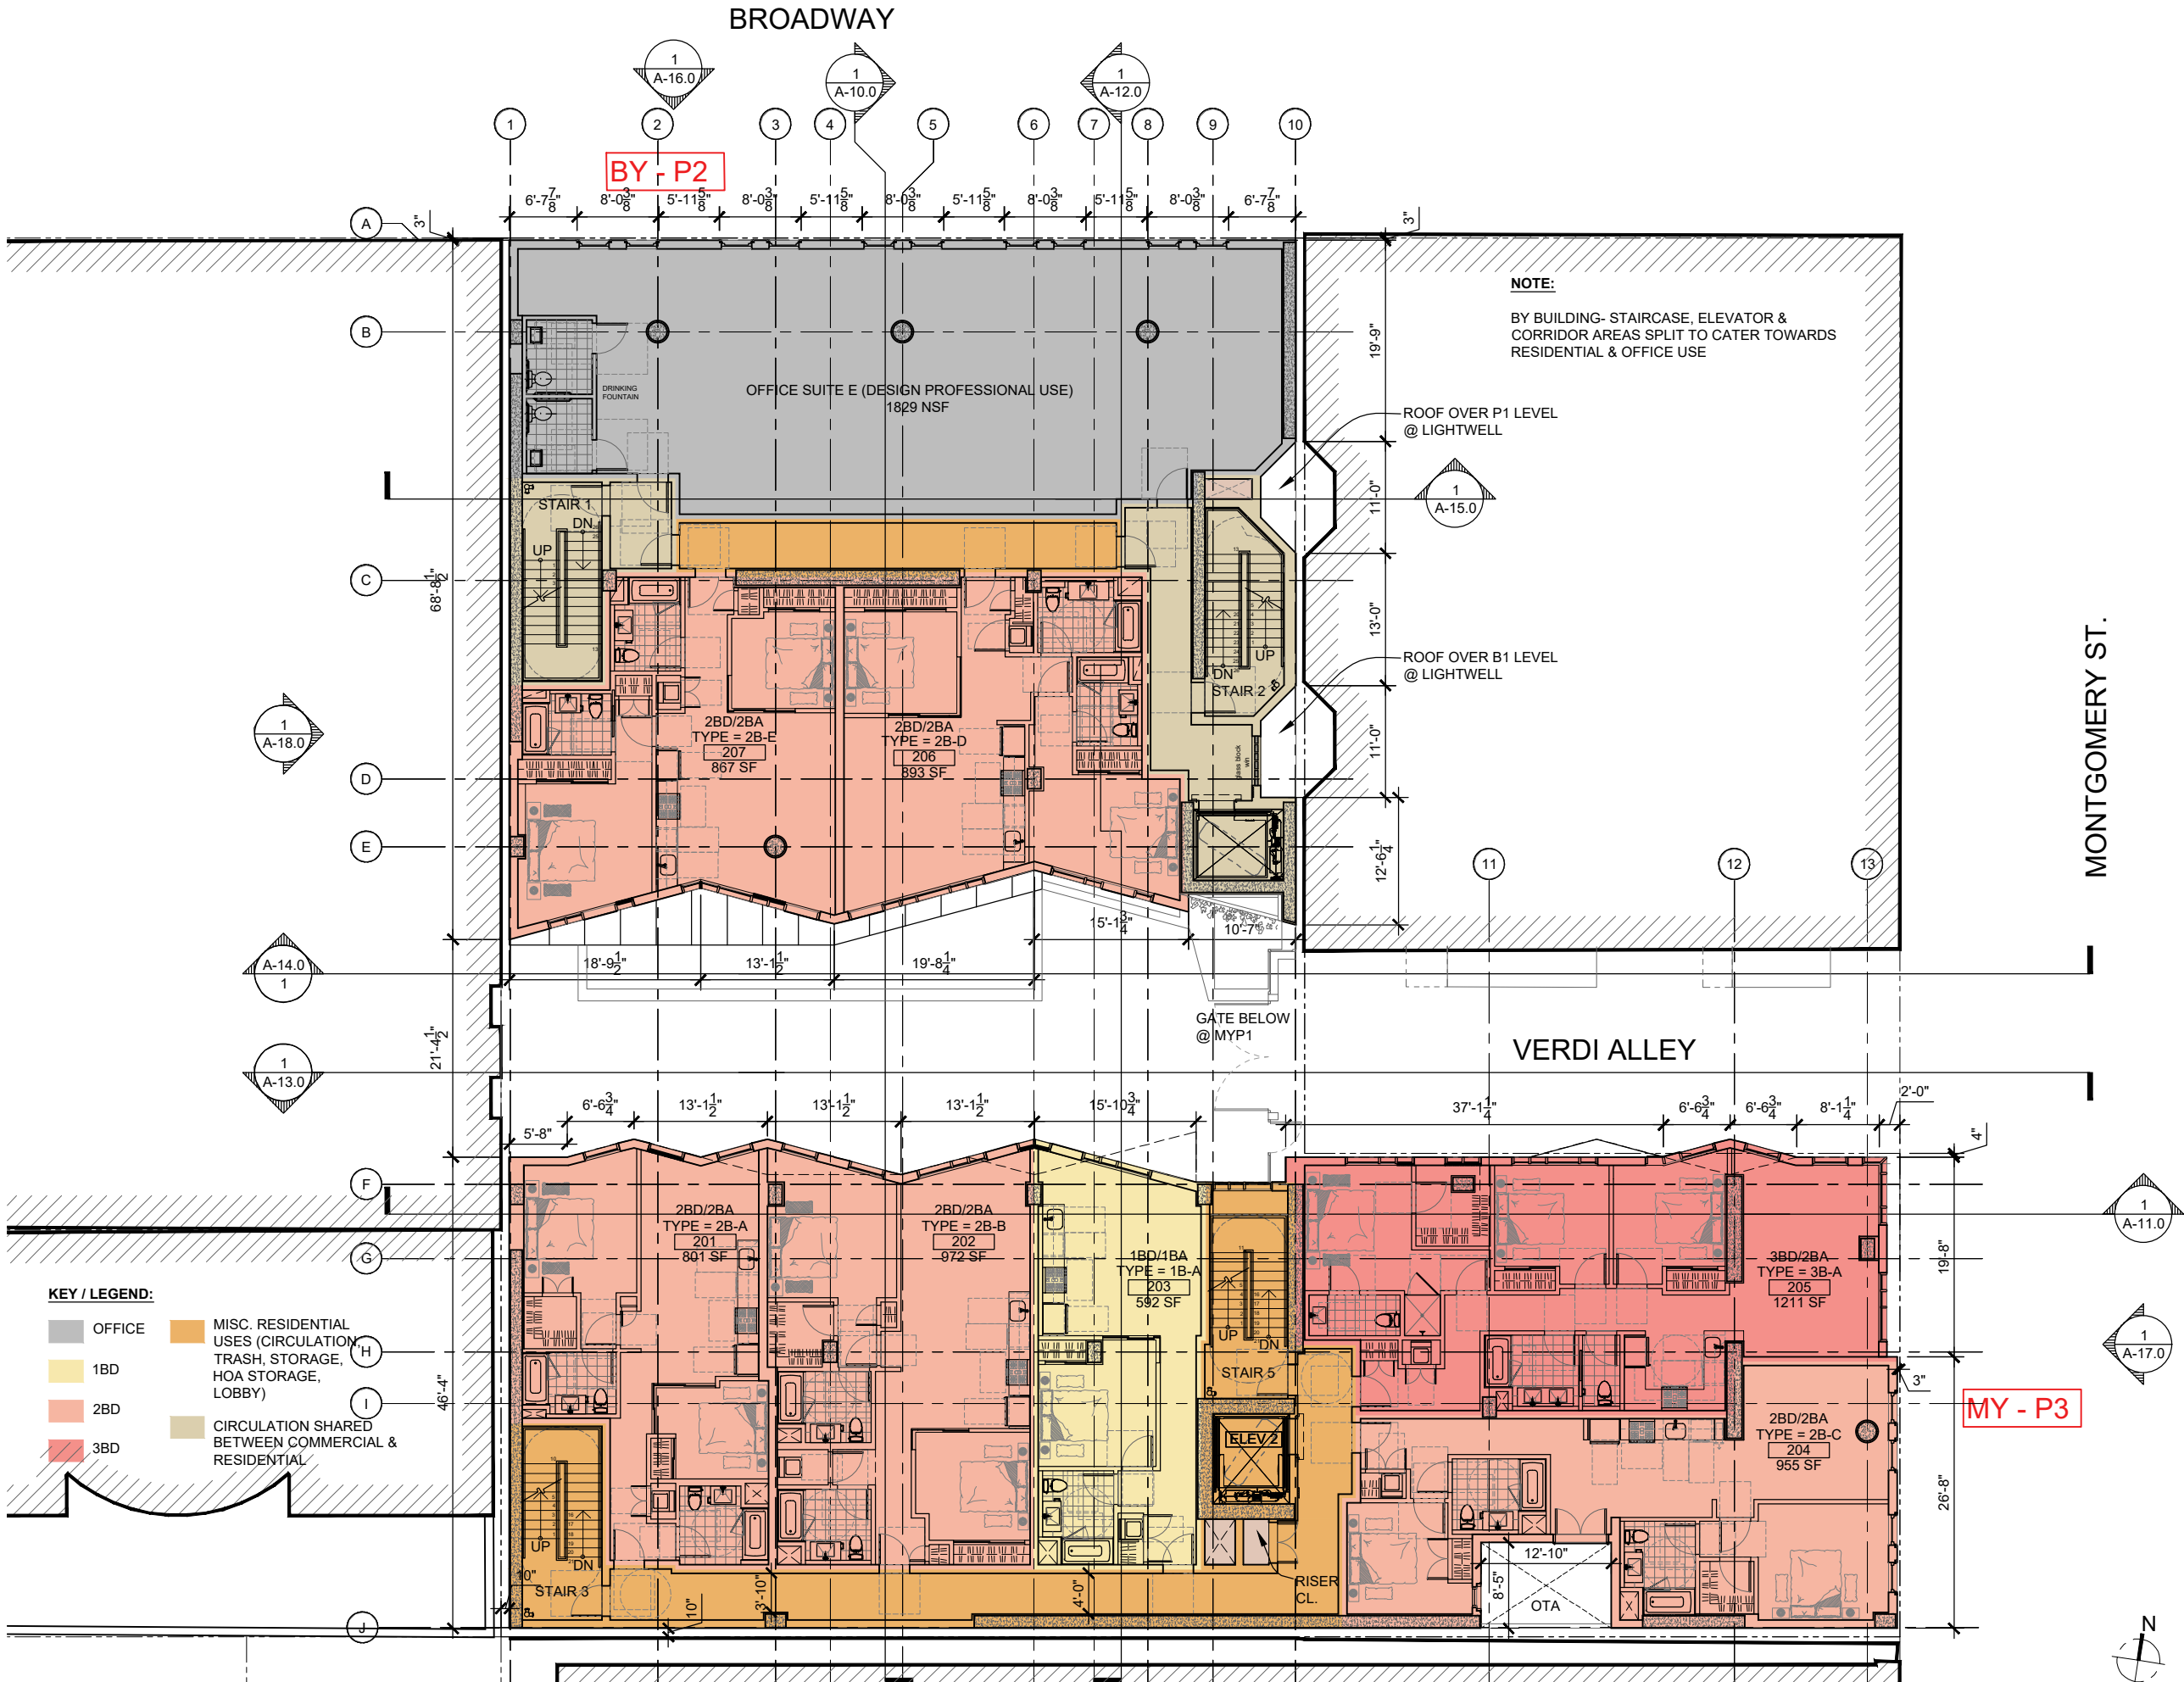 BROADWAY
1
A-16.0
1
A-10.0
1
A-12.0
1
2
3
4
5
6
7
8
9
10
BY - P2
6'-7 7/8"
8'-0 3/8"
5'-11 5/8"
8'-0 3/8"
5'-11 5/8"
8'-0 3/8"
5'-11 5/8"
8'-0 3/8"
5'-11 5/8"
8'-0 3/8"
6'-7 7/8"
A
3"
3"
NOTE:
BY BUILDING- STAIRCASE, ELEVATOR &
CORRIDOR AREAS SPLIT TO CATER TOWARDS
RESIDENTIAL & OFFICE USE
B
19'-9"
DRINKING
FOUNTAIN
OFFICE SUITE E (DESIGN PROFESSIONAL USE)
1829 NSF
ROOF OVER P1 LEVEL
@ LIGHTWELL
1
A-15.0
11'-0"
STAIR 1
DN
UP
C
68'-8 1/2"
13'-0"
ROOF OVER B1 LEVEL
@ LIGHTWELL
UP
DN
STAIR 2
MONTGOMERY ST.
1
A-18.0
2BD/2BA
TYPE = 2B-E
207
867 SF
2BD/2BA
TYPE = 2B-D
206
893 SF
glass block
wn
11'-0"
D
E
12'-6 1/4"
11
12
13
15'-1 3/4"
10'-7"
A-14.0
1
18'-9 1/2"
13'-1 1/2"
19'-8 1/4"
GATE BELOW
@ MYP1
VERDI ALLEY
21'-4 1/2"
1
A-13.0
5'-8"
6'-6 3/4"
13'-1 1/2"
13'-1 1/2"
13'-1 1/2"
15'-10 3/4"
37'-1 1/4"
6'-6 3/4"
6'-6 3/4"
8'-1 1/4"
2'-0"
4"
F
1
A-11.0
2BD/2BA
TYPE = 2B-A
201
801 SF
2BD/2BA
TYPE = 2B-B
202
972 SF
1BD/1BA
TYPE = 1B-A
203
592 SF
3BD/2BA
TYPE = 3B-A
205
1211 SF
19'-8"
G
KEY / LEGEND:
OFFICE
1BD
2BD
3BD
MISC. RESIDENTIAL
USES (CIRCULATION,
TRASH, STORAGE,
HOA STORAGE,
LOBBY)
CIRCULATION SHARED
BETWEEN COMMERCIAL &
RESIDENTIAL
H
UP
DN
STAIR 5
1
A-17.0
3"
I
46'-4"
MY - P3
ELEV 2
2BD/2BA
TYPE = 2B-C
204
955 SF
26'-8"
UP
DN
10"
STAIR 3
3'-10"
10"
4'-0"
RISER
CL.
12'-10"
8'-5"
OTA
J
N